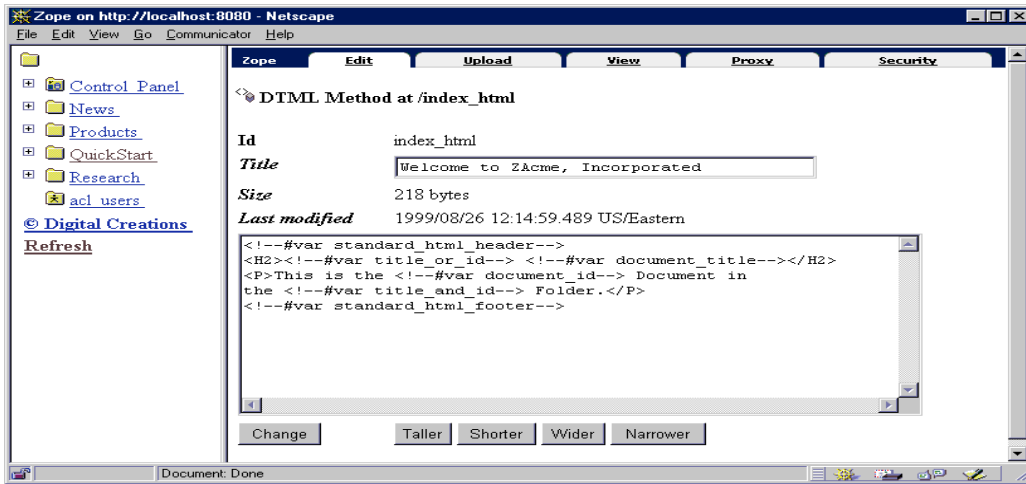 Zope on http://localhost:8080 - Netscape
File Edit View Go Communicator Help
Control Panel
News
Products
QuickStart
Research
acl_users
© Digital Creations
Refresh
Zope Edit Upload View Proxy Security
DTML Method at /index_html
Id index_html
Title Welcome to ZAcme, Incorporated
Size 218 bytes
Last modified 1999/08/26 12:14:59.489 US/Eastern
<!--#var standard_html_header-->
<H2><!--#var title_or_id--> <!--#var document_title--></H2>
<P>This is the <!--#var document_id--> Document in
the <!--#var title_and_id--> Folder.</P>
<!--#var standard_html_footer-->
Change Taller Shorter Wider Narrower
Document: Done